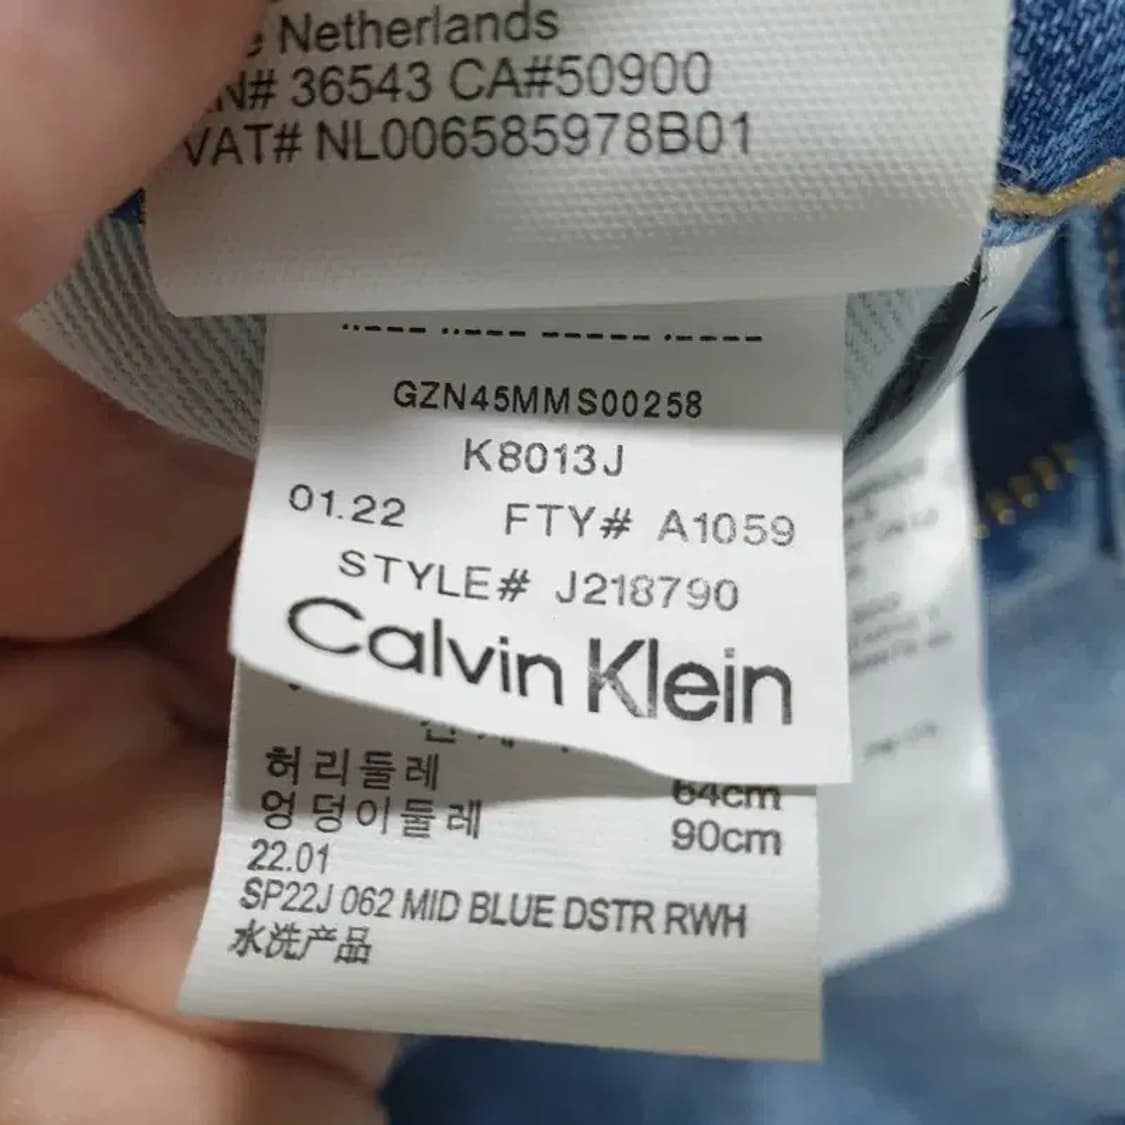 Netherlands
N# 36543 CA#50900
VAT# NL006585978B01
GZN45MMS00258
K8013J
01.22 FTY# A1059
STYLE# J218790
Calvin Klein
허리둘레 64cm
엉덩이둘레 90cm
22.01
SP22J 062 MID BLUE DSTR RWH
水洗产品